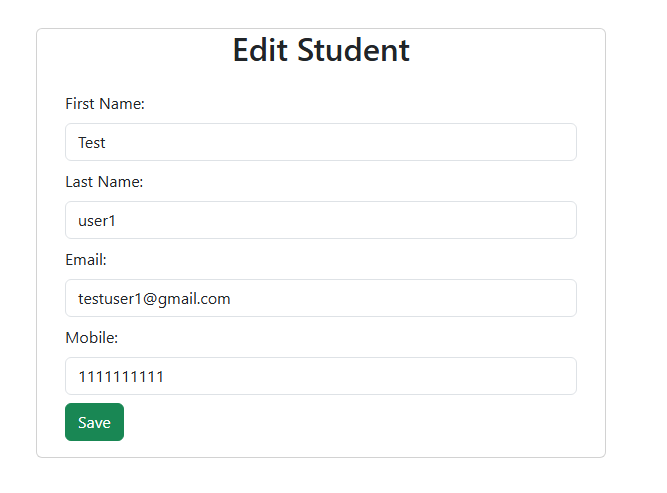 Edit Student
First Name:
Test
Last Name:
user1
Email:
testuser1@gmail.com
Mobile:
1111111111
Save